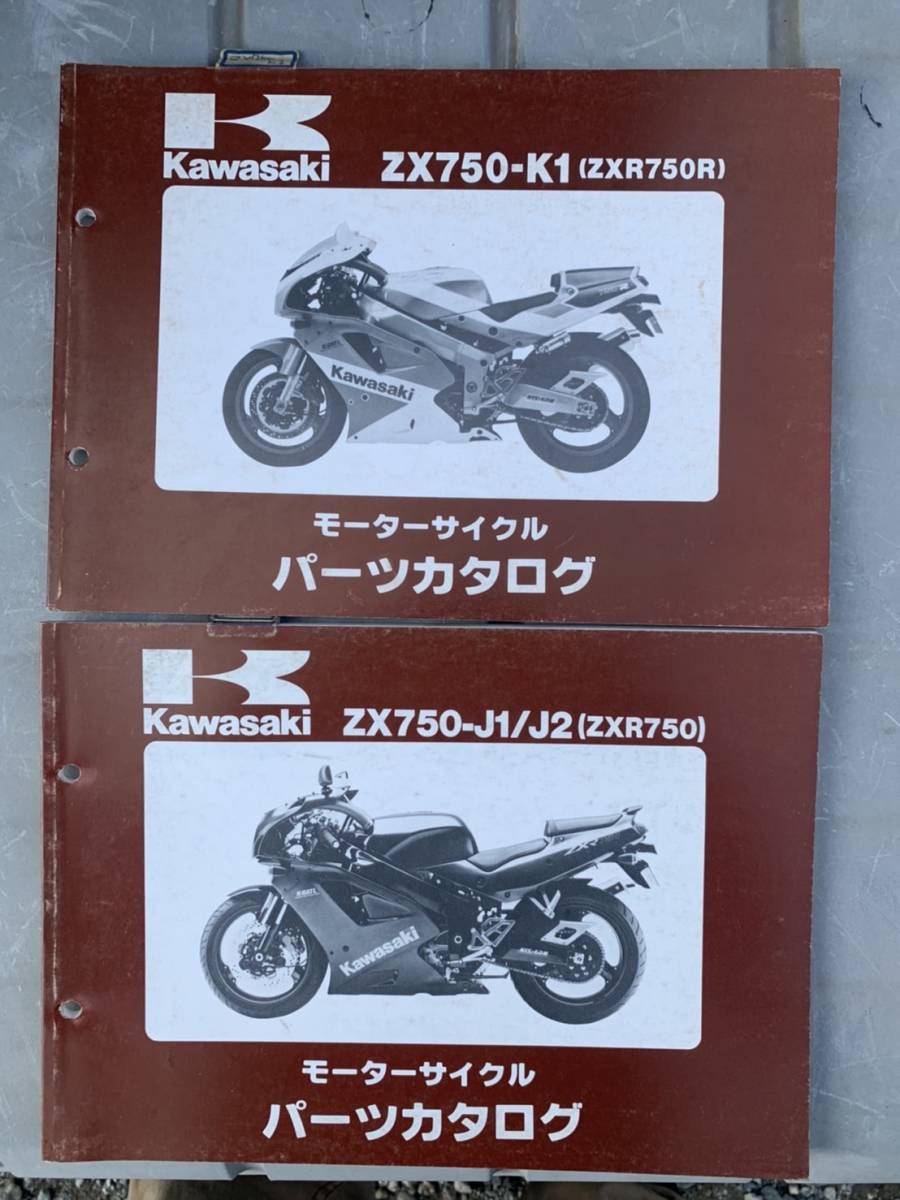 Kawasaki
ZX750-K1 (ZXR750R)
Kawasaki
モーターサイクル
パーツカタログ
Kawasaki
ZX750-J1/J2 (ZXR750)
Kawasaki
モーターサイクル
パーツカタログ